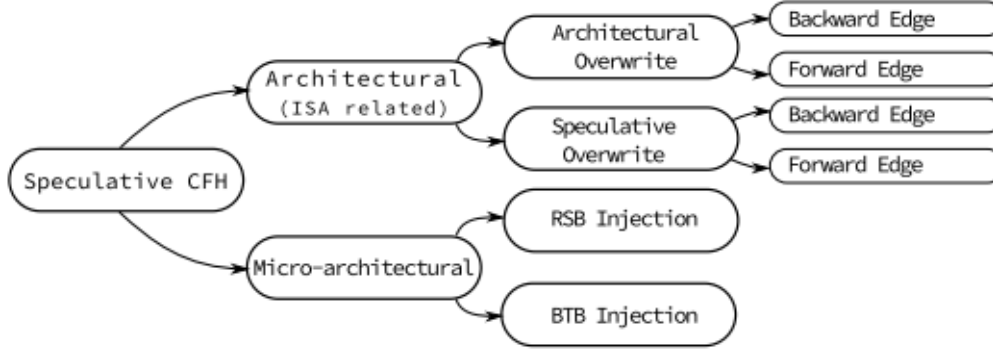 Backward Edge
Architectural
Overwrite
Architectural
(ISA related)
Forward Edge
Backward Edge
Speculative
Overwrite
Forward Edge
Speculative CFH
RSB Injection
Micro-architectural
BTB Injection